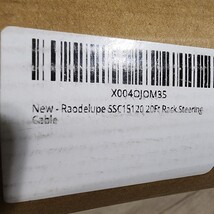 X004OJOM35
New - Raodelupe SSC15120 20Ft Rack Steering
Cable